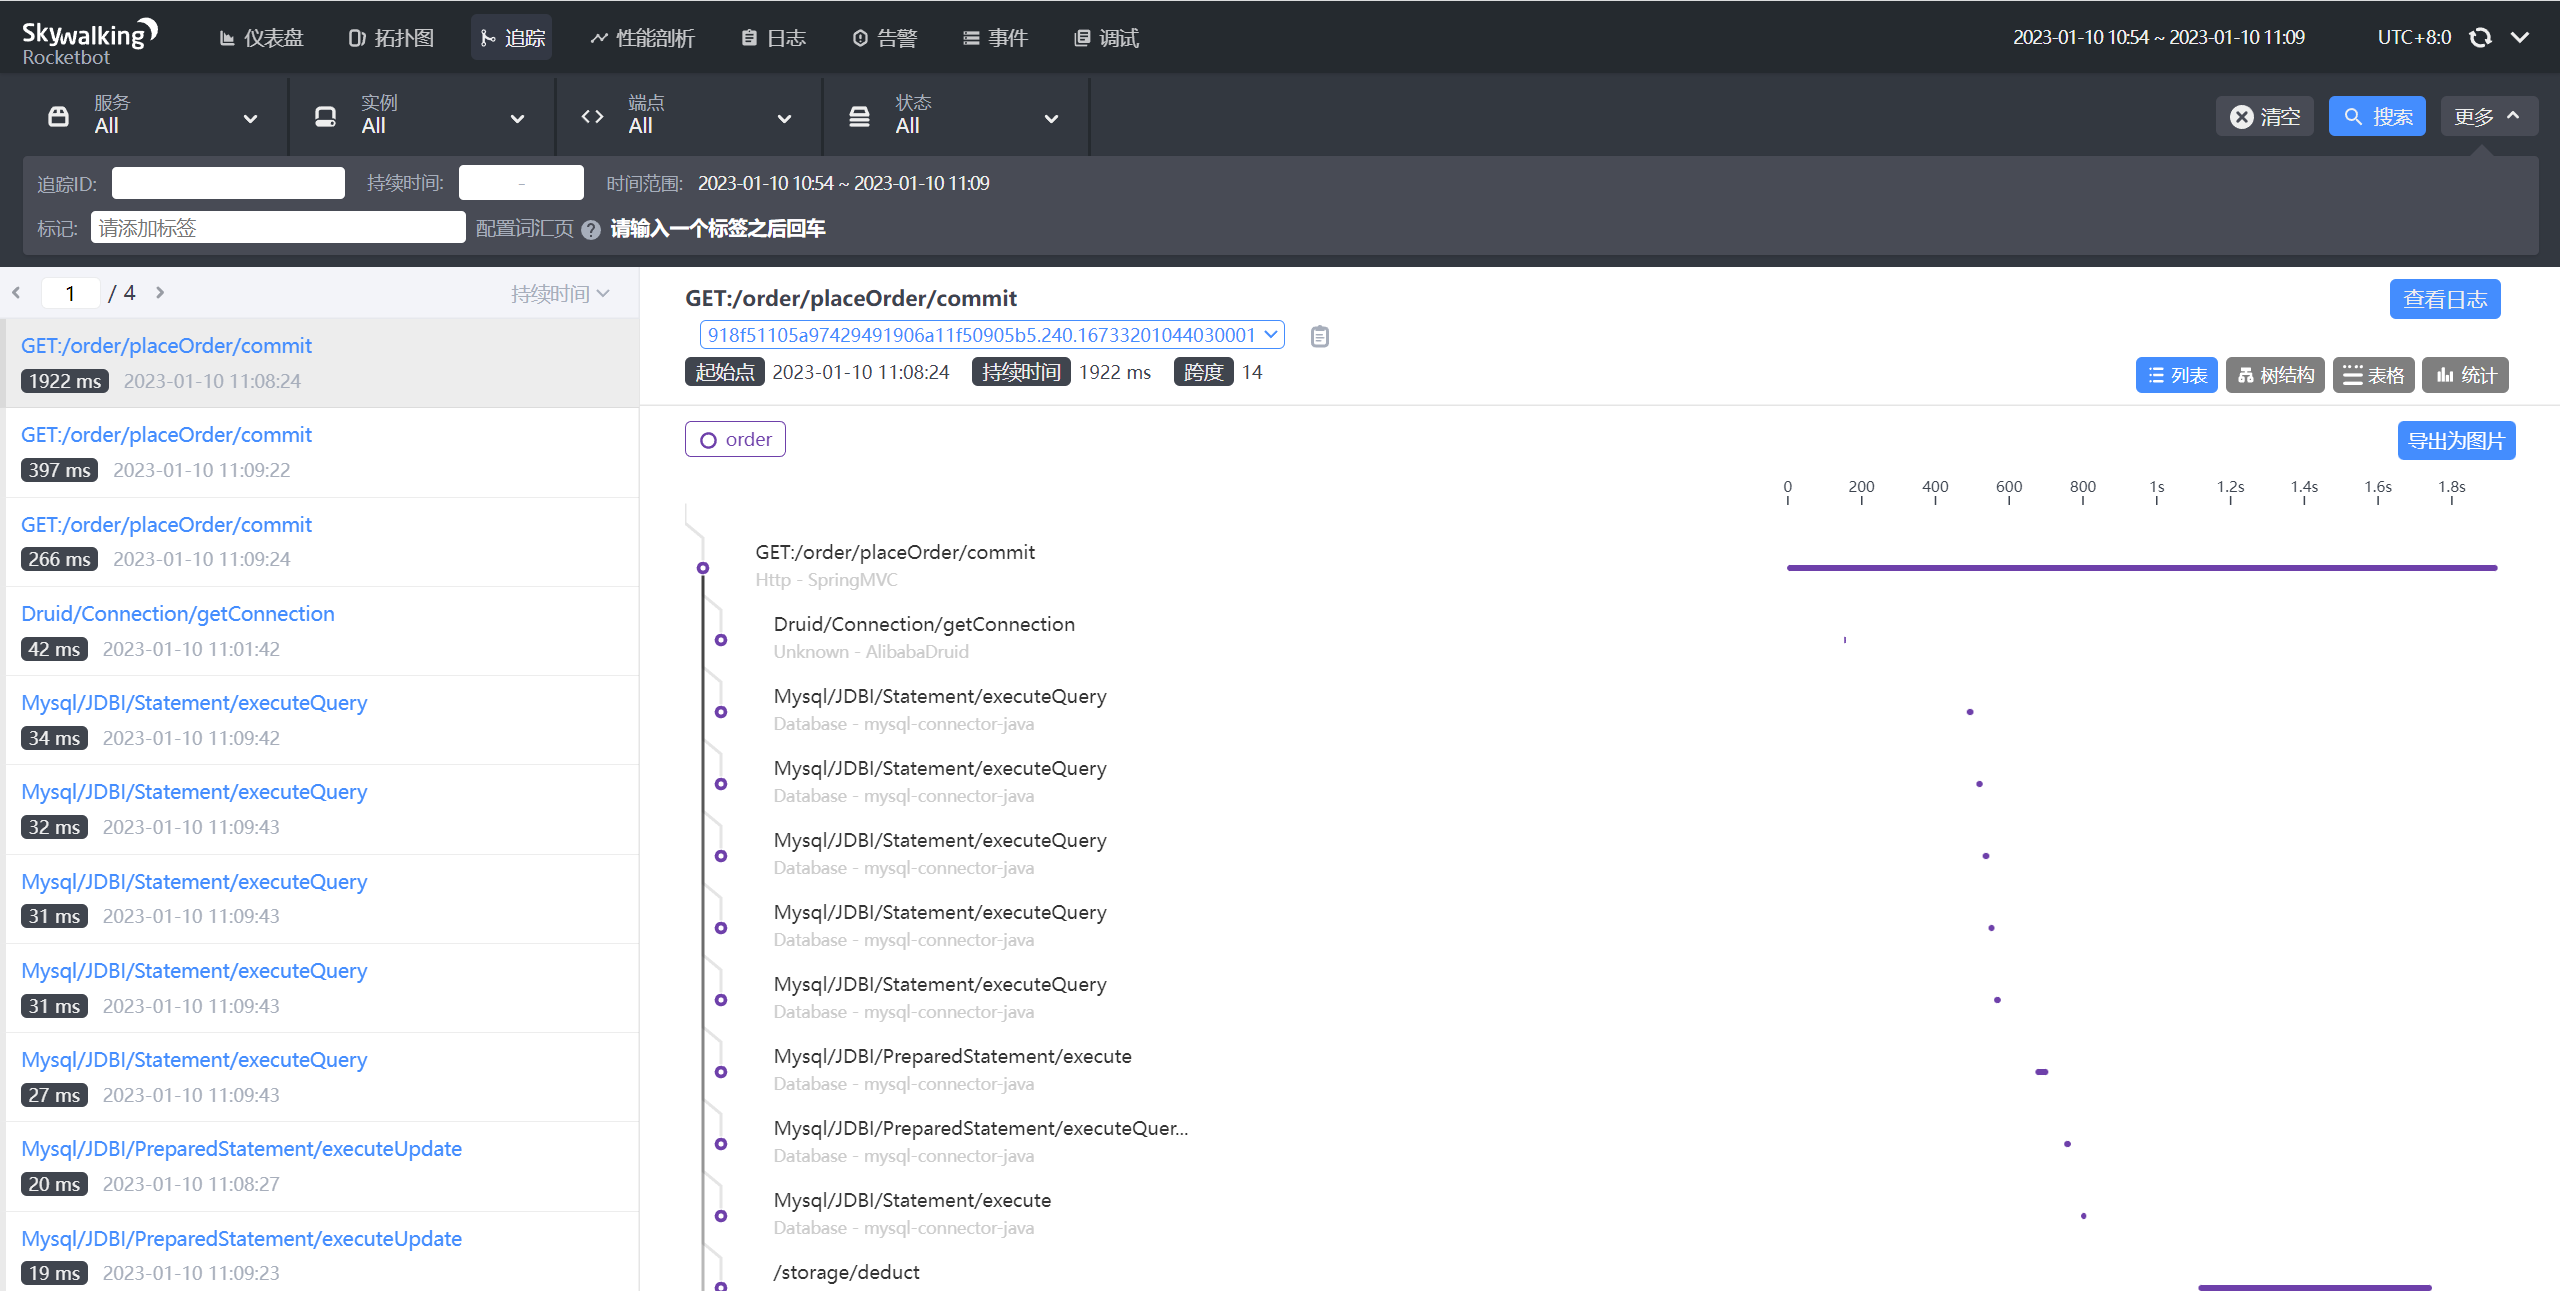 Skywalking
Rocketbot
仪表盘 拓扑图 追踪 性能剖析 日志 告警 事件 调试
2023-01-10 10:54 ~ 2023-01-10 11:09 UTC+8:0
服务 All
实例 All
端点 All
状态 All
清空 搜索 更多
追踪ID: 持续时间: - 时间范围: 2023-01-10 10:54 ~ 2023-01-10 11:09
标记: 请添加标签 配置词汇页 ? 请输入一个标签之后回车
1 / 4 持续时间
GET:/order/placeOrder/commit
1922 ms 2023-01-10 11:08:24
GET:/order/placeOrder/commit
397 ms 2023-01-10 11:09:22
GET:/order/placeOrder/commit
266 ms 2023-01-10 11:09:24
Druid/Connection/getConnection
42 ms 2023-01-10 11:01:42
Mysql/JDBI/Statement/executeQuery
34 ms 2023-01-10 11:09:42
Mysql/JDBI/Statement/executeQuery
32 ms 2023-01-10 11:09:43
Mysql/JDBI/Statement/executeQuery
31 ms 2023-01-10 11:09:43
Mysql/JDBI/Statement/executeQuery
31 ms 2023-01-10 11:09:43
Mysql/JDBI/Statement/executeQuery
27 ms 2023-01-10 11:09:43
Mysql/JDBI/PreparedStatement/executeUpdate
20 ms 2023-01-10 11:08:27
Mysql/JDBI/PreparedStatement/executeUpdate
19 ms 2023-01-10 11:09:23
GET:/order/placeOrder/commit 查看日志
918f51105a97429491906a11f50905b5.240.16733201044030001
起始点 2023-01-10 11:08:24 持续时间 1922 ms 跨度 14
列表 树结构 表格 统计
order 导出为图片
0 200 400 600 800 1s 1.2s 1.4s 1.6s 1.8s
GET:/order/placeOrder/commit
Http - SpringMVC
Druid/Connection/getConnection
Unknown - AlibabaDruid
Mysql/JDBI/Statement/executeQuery
Database - mysql-connector-java
Mysql/JDBI/Statement/executeQuery
Database - mysql-connector-java
Mysql/JDBI/Statement/executeQuery
Database - mysql-connector-java
Mysql/JDBI/Statement/executeQuery
Database - mysql-connector-java
Mysql/JDBI/Statement/executeQuery
Database - mysql-connector-java
Mysql/JDBI/PreparedStatement/execute
Database - mysql-connector-java
Mysql/JDBI/PreparedStatement/executeQuer...
Database - mysql-connector-java
Mysql/JDBI/Statement/execute
Database - mysql-connector-java
/storage/deduct